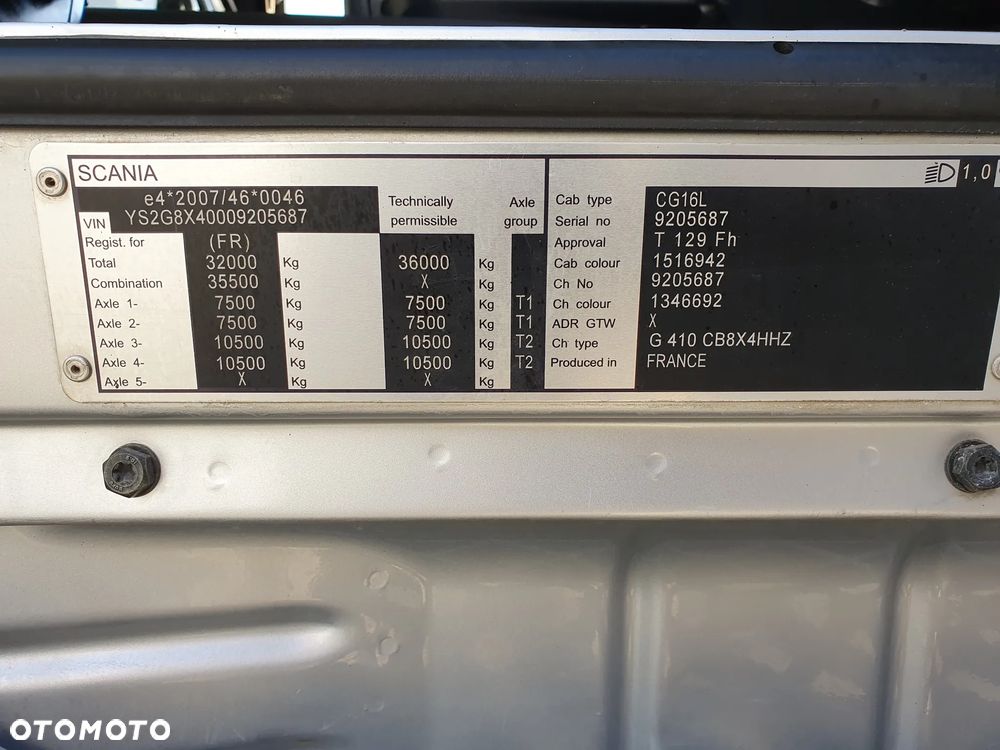 SCANIA
e4*2007/46*0046
VIN YS2G8X40009205687
Technically permissible
Axle group
Regist. for (FR)
Total 32000 Kg 36000 Kg
Combination 35500 Kg X Kg
Axle 1- 7500 Kg 7500 Kg T1
Axle 2- 7500 Kg 7500 Kg T1
Axle 3- 10500 Kg 10500 Kg T2
Axle 4- 10500 Kg 10500 Kg T2
Axle 5- X Kg X Kg
1,0
Cab type CG16L
Serial no 9205687
Approval T 129 Fh
Cab colour 1516942
Ch No 9205687
Ch colour 1346692
ADR GTW X
Ch type G 410 CB8X4HHZ
Produced in FRANCE
OTOMOTO